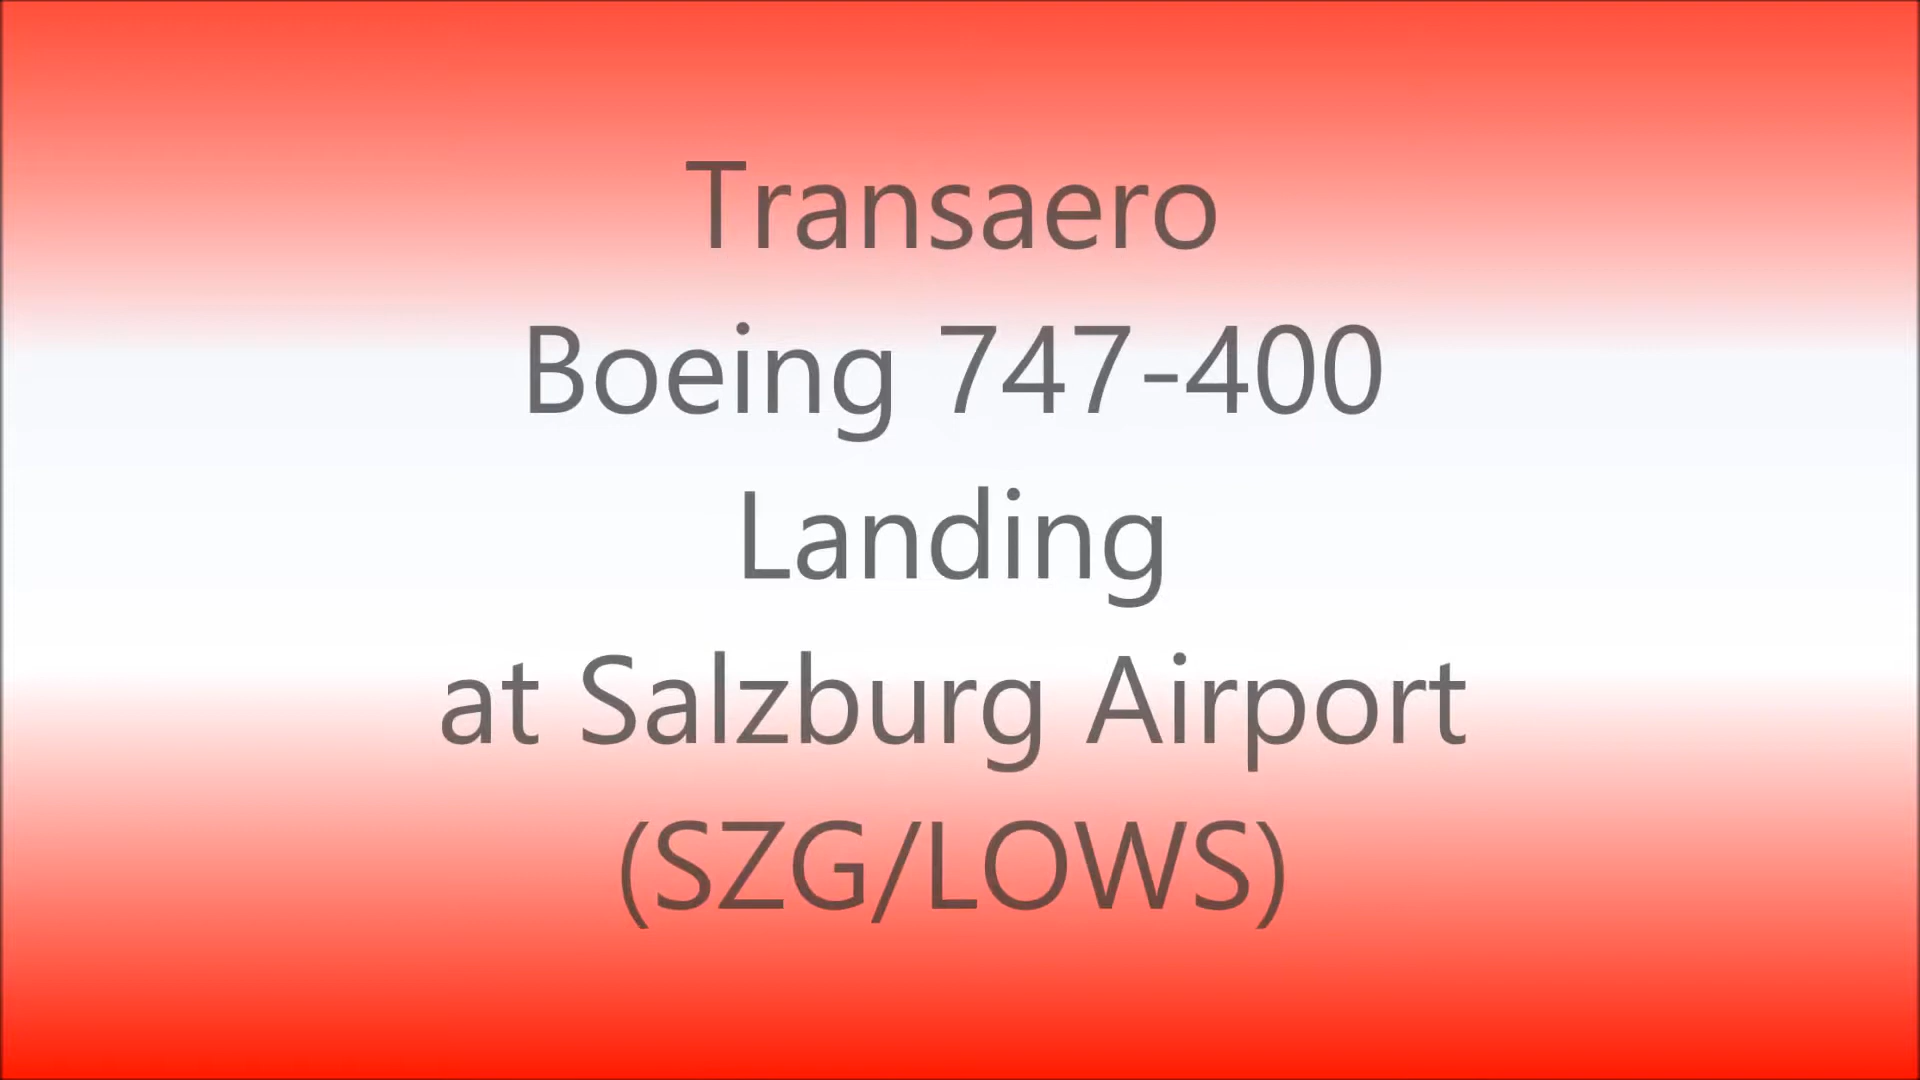 Transaero
Boeing 747-400
Landing
at Salzburg Airport
(SZG/LOWS)